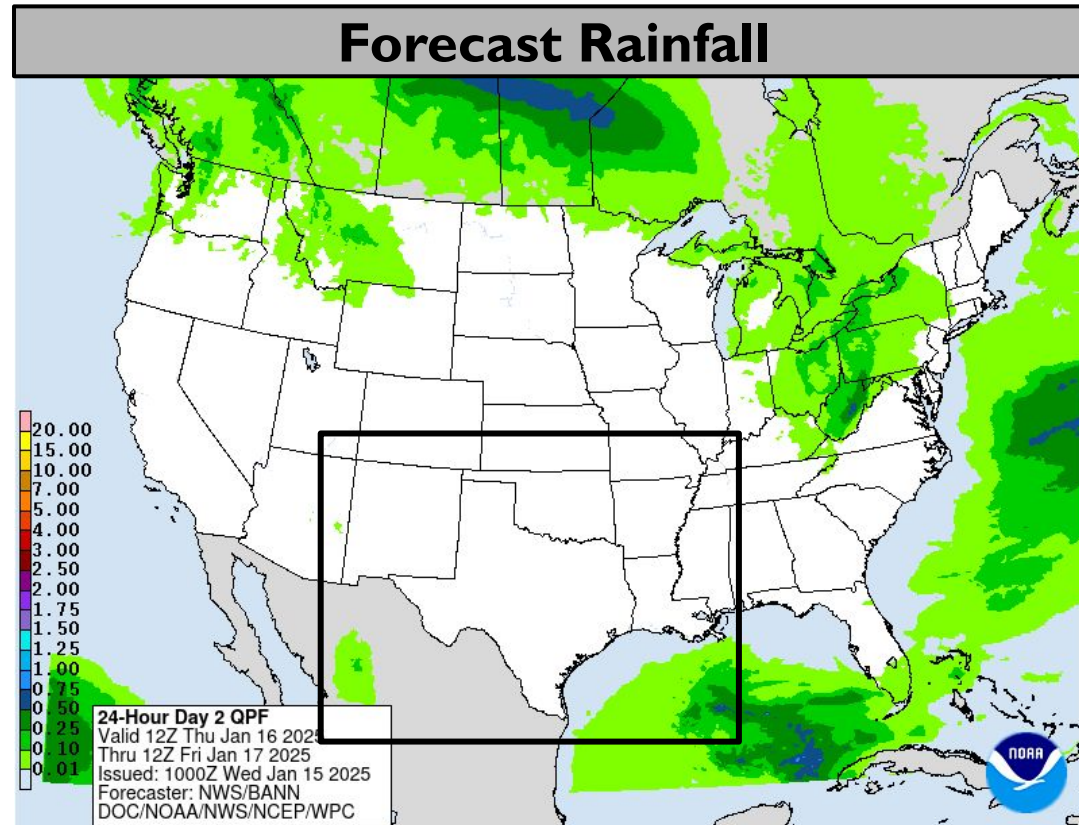 Forecast Rainfall
20.00
15.00
10.00
7.00
5.00
4.00
3.00
2.50
2.00
1.75
1.50
1.25
1.00
0.75
0.50
0.25
0.10
0.01
24-Hour Day 2 QPF
Valid 12Z Thu Jan 16 2025
Thru 12Z Fri Jan 17 2025
Issued: 1000Z Wed Jan 15 2025
Forecaster: NWS/BANN
DOC/NOAA/NWS/NCEP/WPC
NOAA